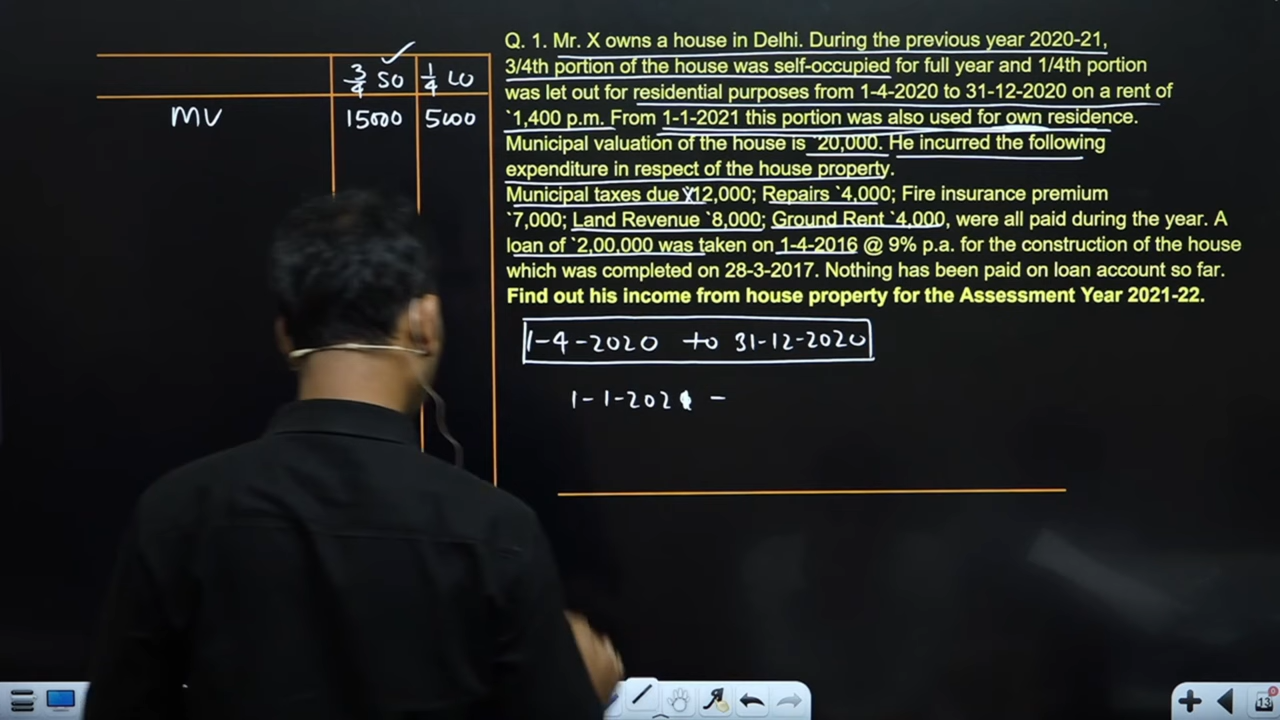 3/4 SO 1/4 LO
MV 15000 5000
Q. 1. Mr. X owns a house in Delhi. During the previous year 2020-21,
3/4th portion of the house was self-occupied for full year and 1/4th portion
was let out for residential purposes from 1-4-2020 to 31-12-2020 on a rent of
`1,400 p.m. From 1-1-2021 this portion was also used for own residence.
Municipal valuation of the house is `20,000. He incurred the following
expenditure in respect of the house property.
Municipal taxes due `12,000; Repairs `4,000; Fire insurance premium
`7,000; Land Revenue `8,000; Ground Rent `4,000, were all paid during the year. A
loan of `2,00,000 was taken on 1-4-2016 @ 9% p.a. for the construction of the house
which was completed on 28-3-2017. Nothing has been paid on loan account so far.
Find out his income from house property for the Assessment Year 2021-22.
1-4-2020 to 31-12-2020
1-1-2021 -
13